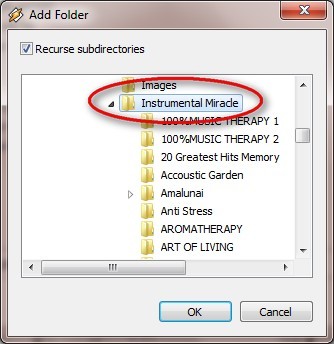 Add Folder
Recurse subdirectories
Images
Instrumental Miracle
100%MUSIC THERAPY 1
100%MUSIC THERAPY 2
20 Greatest Hits Memory
Accoustic Garden
Amalunai
Anti Stress
AROMATHERAPY
ART OF LIVING
OK
Cancel